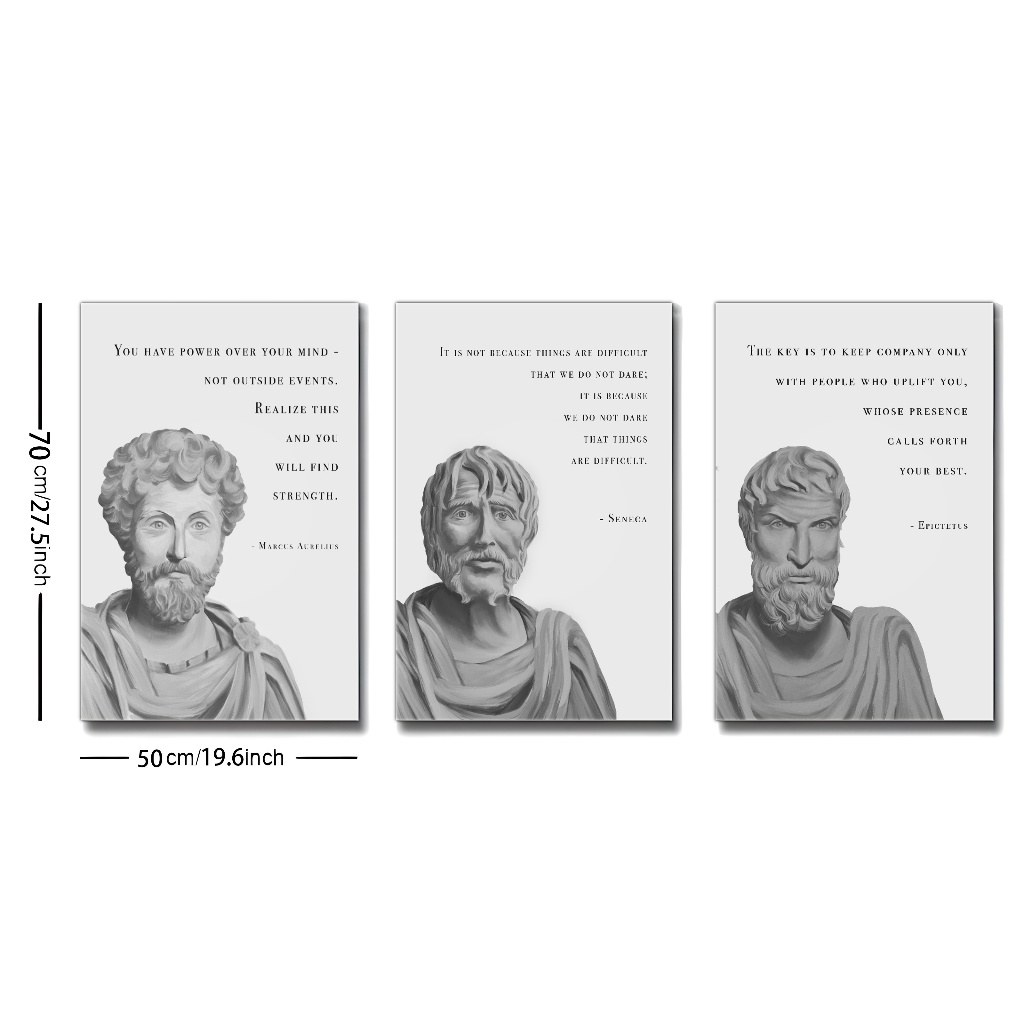 You have power over your mind -
not outside events.
Realize this
and you
will find
strength.
- Marcus Aurelius
It is not because things are difficult
that we do not dare;
it is because
we do not dare
that things
are difficult.
- Seneca
The key is to keep company only
with people who uplift you,
whose presence
calls forth
your best.
- Epictetus
70cm/27.5inch
50cm/19.6inch